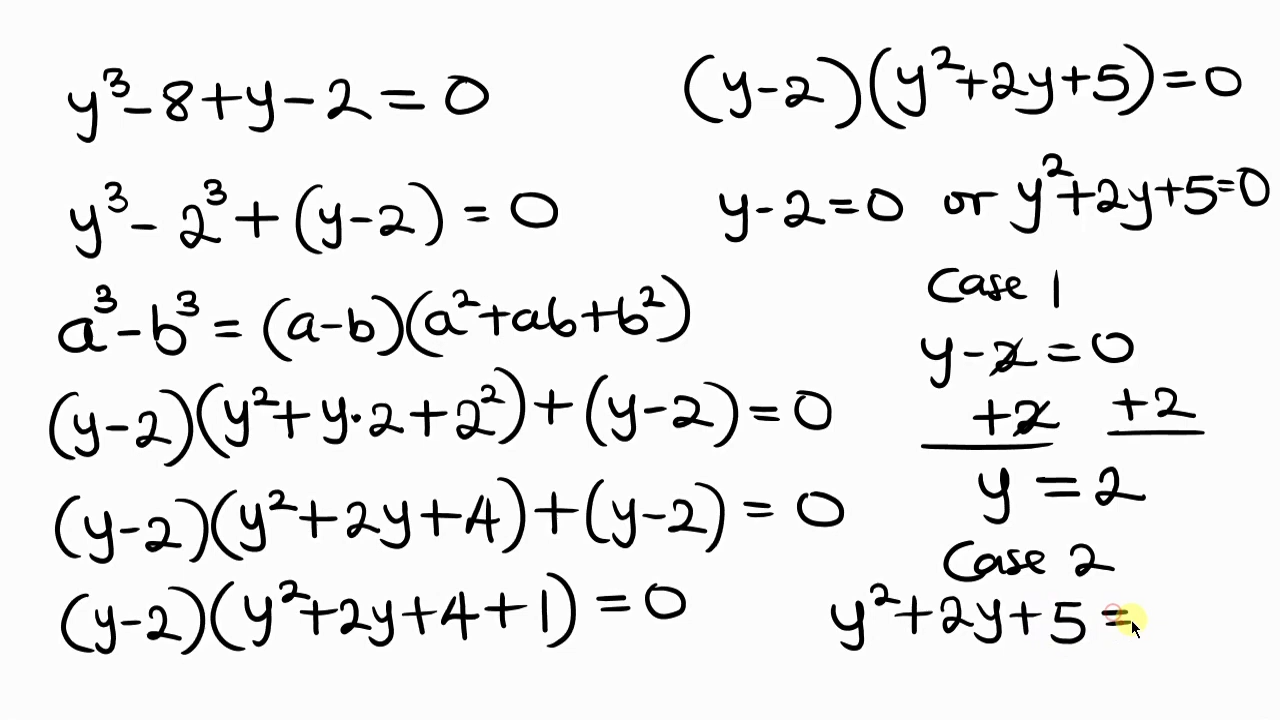 y³-8+y-2=0
y³-2³+(y-2)=0
a³-b³=(a-b)(a²+ab+b²)
(y-2)(y²+y·2+2²)+(y-2)=0
(y-2)(y²+2y+4)+(y-2)=0
(y-2)(y²+2y+4+1)=0
(y-2)(y²+2y+5)=0
y-2=0 or y²+2y+5=0
Case 1
y-2=0
+2 +2
y=2
Case 2
y²+2y+5=